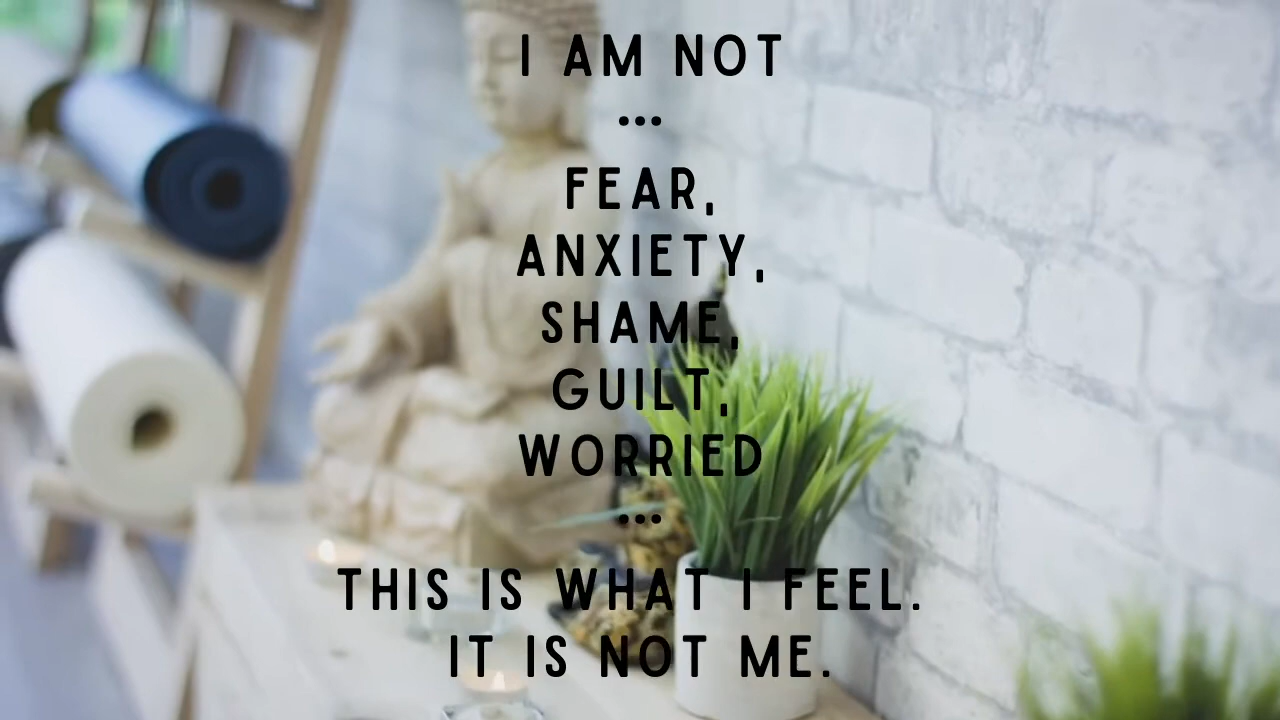 I AM NOT
...
FEAR,
ANXIETY,
SHAME,
GUILT,
WORRIED
...
THIS IS WHAT I FEEL.
IT IS NOT ME.